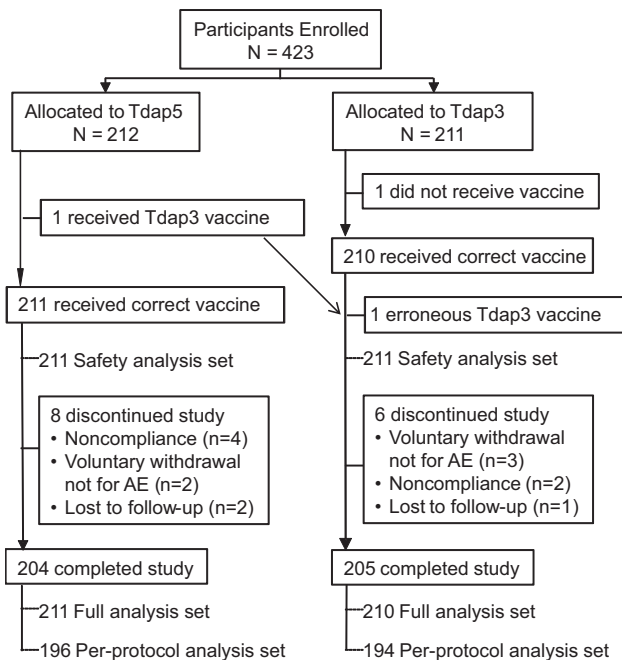 Participants Enrolled
N = 423
Allocated to Tdap5
N = 212
Allocated to Tdap3
N = 211
1 did not receive vaccine
1 received Tdap3 vaccine
210 received correct vaccine
211 received correct vaccine
1 erroneous Tdap3 vaccine
211 Safety analysis set
211 Safety analysis set
8 discontinued study
• Noncompliance (n=4)
• Voluntary withdrawal
not for AE (n=2)
• Lost to follow-up (n=2)
6 discontinued study
• Voluntary withdrawal
not for AE (n=3)
• Noncompliance (n=2)
• Lost to follow-up (n=1)
204 completed study
205 completed study
211 Full analysis set
210 Full analysis set
196 Per-protocol analysis set
194 Per-protocol analysis set